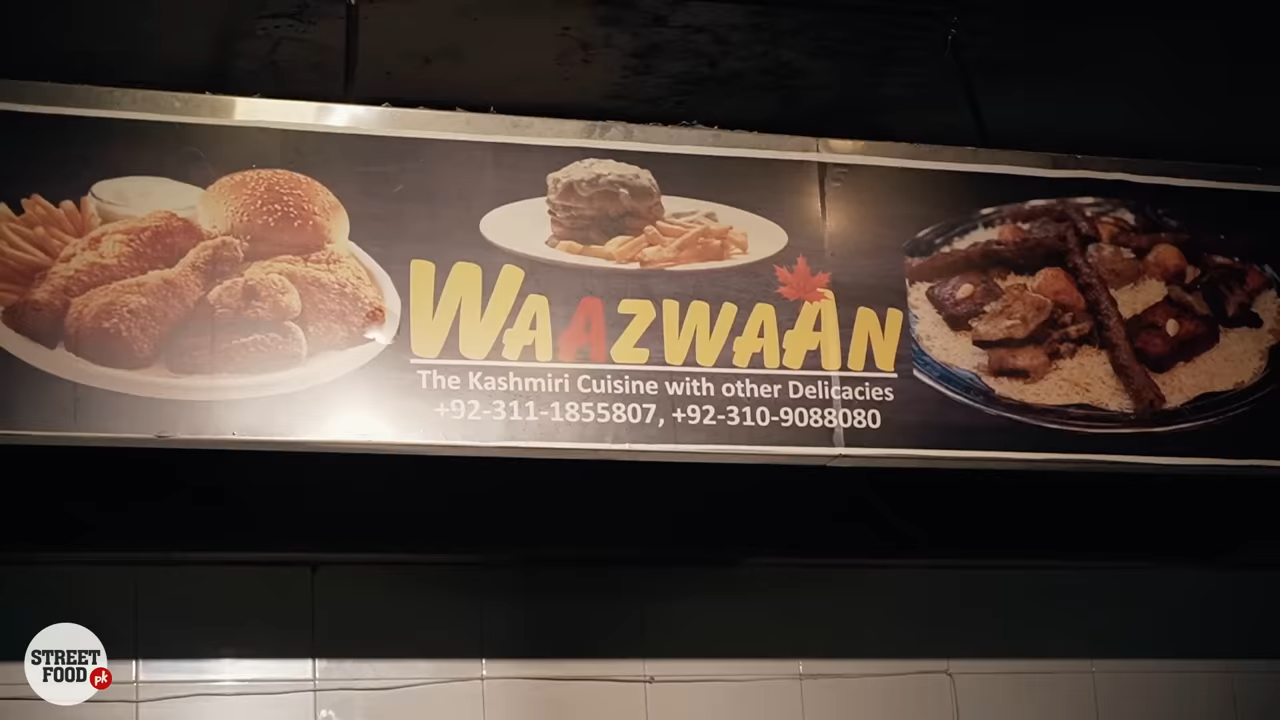 WAAZWAAN
The Kashmiri Cuisine with other Delicacies
+92-311-1855807, +92-310-9088080
STREET
FOOD pk